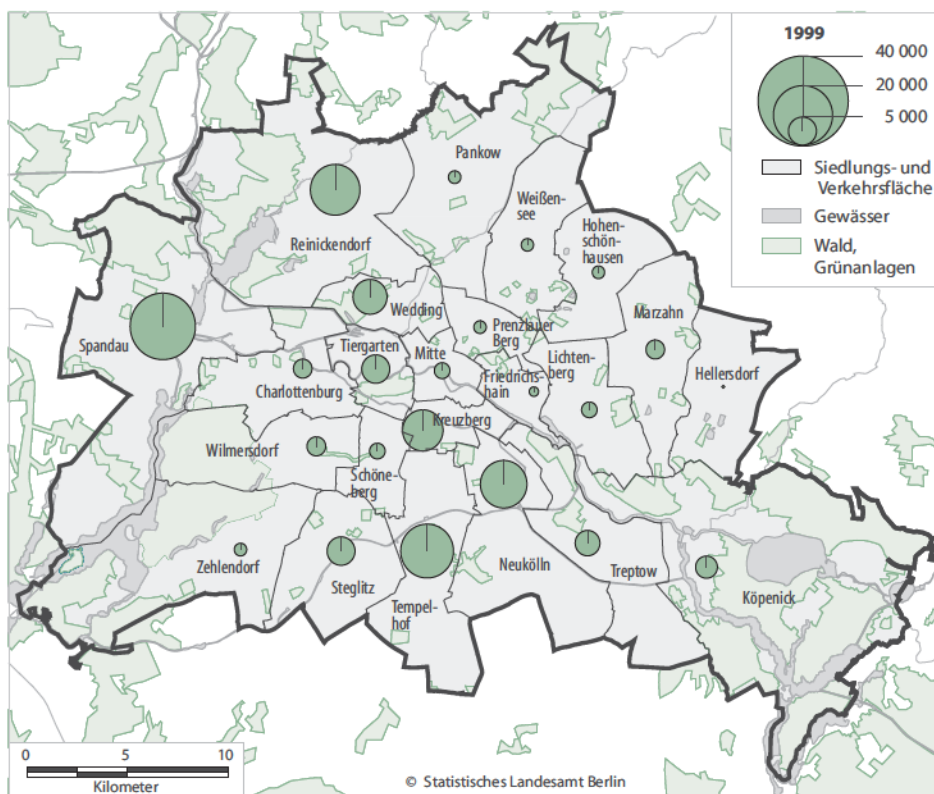 1999
40 000
20 000
5 000
Siedlungs- und
Verkehrsfläche
Gewässer
Wald,
Grünanlagen
Pankow
Weißen-
see
Hohen-
schön-
hausen
Reinickendorf
Wedding
Marzahn
Spandau
Prenzlauer
Berg
Tiergarten
Mitte
Lichten-
berg
Hellersdorf
Charlottenburg
Friedrichs-
hain
Kreuzberg
Wilmersdorf
Schöne-
berg
Zehlendorf
Steglitz
Neukölln
Treptow
Köpenick
Tempel-
hof
0 5 10
Kilometer
© Statistisches Landesamt Berlin